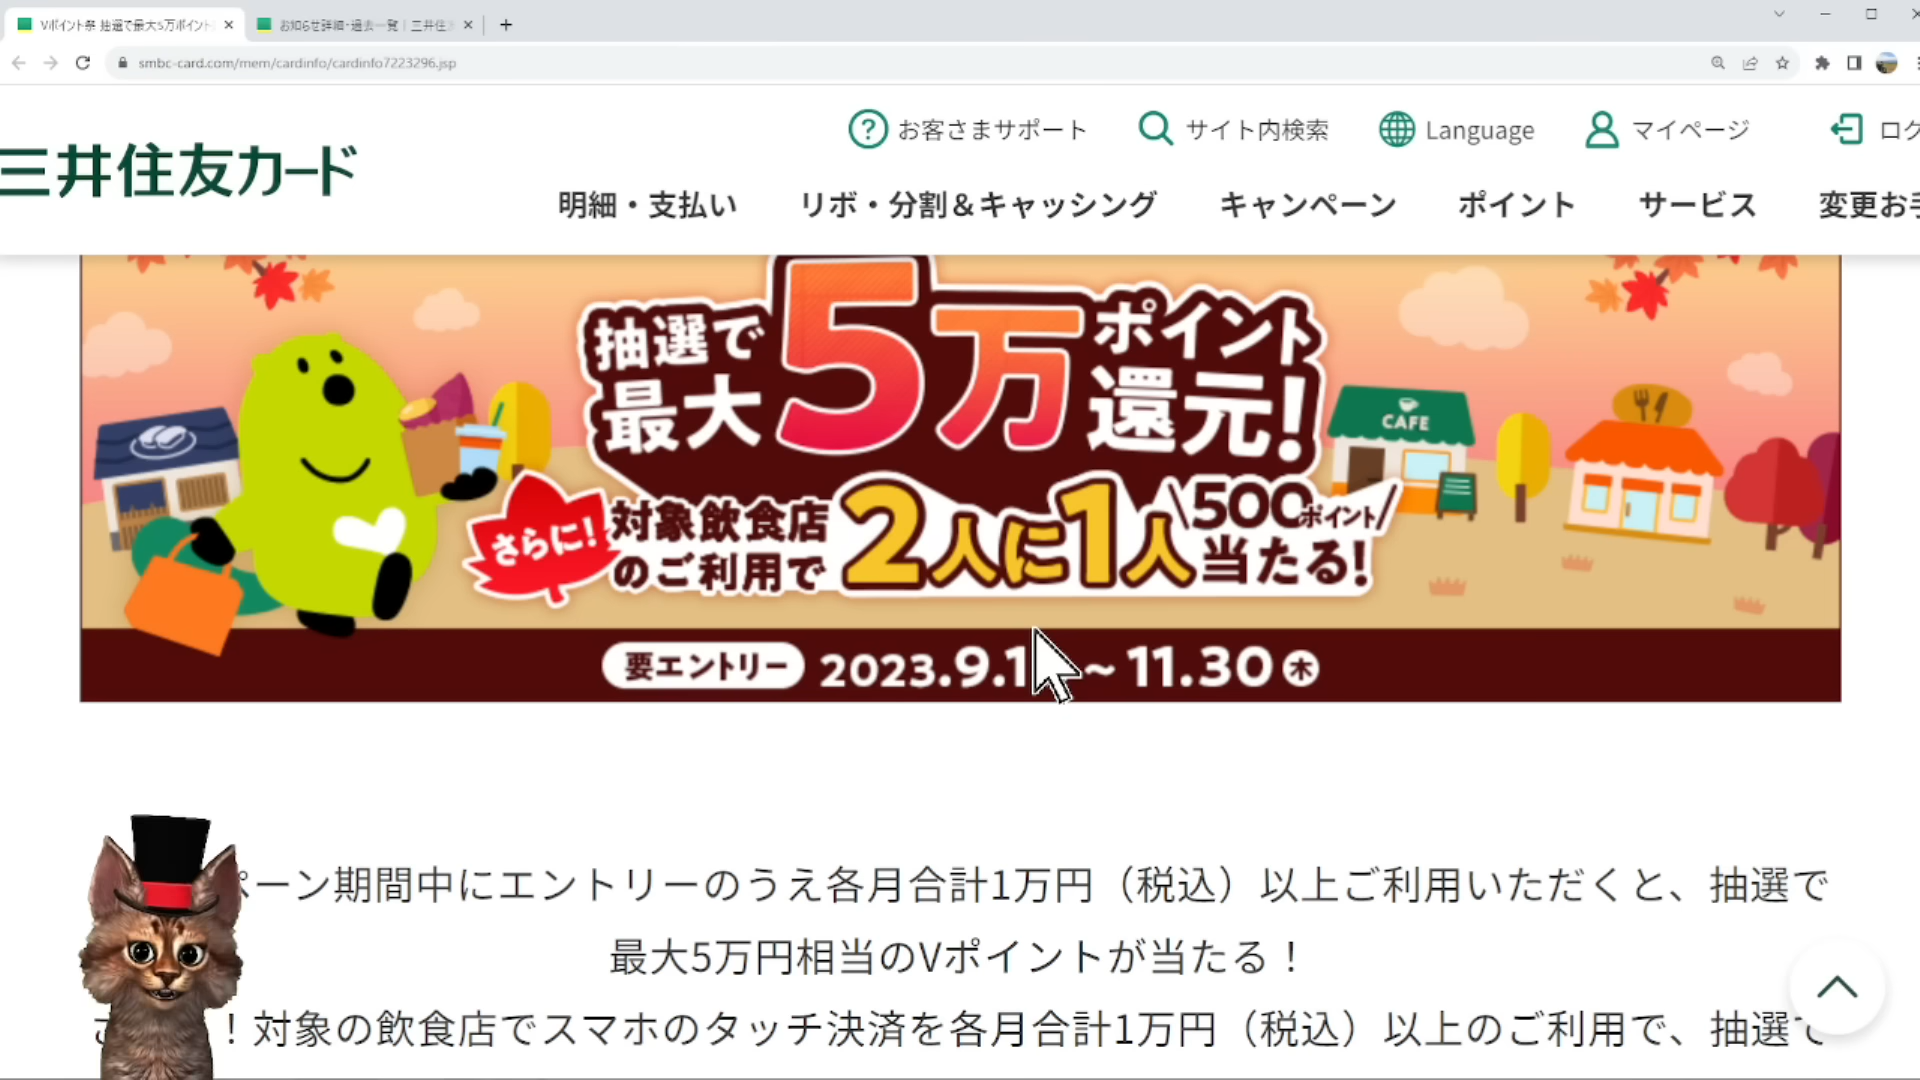 Vポイント祭 抽選で最大5万ポイント
お知らせ詳細・過去一覧｜三井住
smbc-card.com/mem/cardinfo/cardinfo7223296.jsp
お客さまサポート
サイト内検索
Language
マイページ
ログ
三井住友カード
明細・支払い
リボ・分割＆キャッシング
キャンペーン
ポイント
サービス
変更お手
抽選で最大5万ポイント還元!
CAFE
さらに!
対象飲食店のご利用で2人に1人500ポイント当たる!
要エントリー 2023.9.1 ～11.30 木
ペーン期間中にエントリーのうえ各月合計1万円（税込）以上ご利用いただくと、抽選で
最大5万円相当のVポイントが当たる！
！対象の飲食店でスマホのタッチ決済を各月合計1万円（税込）以上のご利用で、抽選で